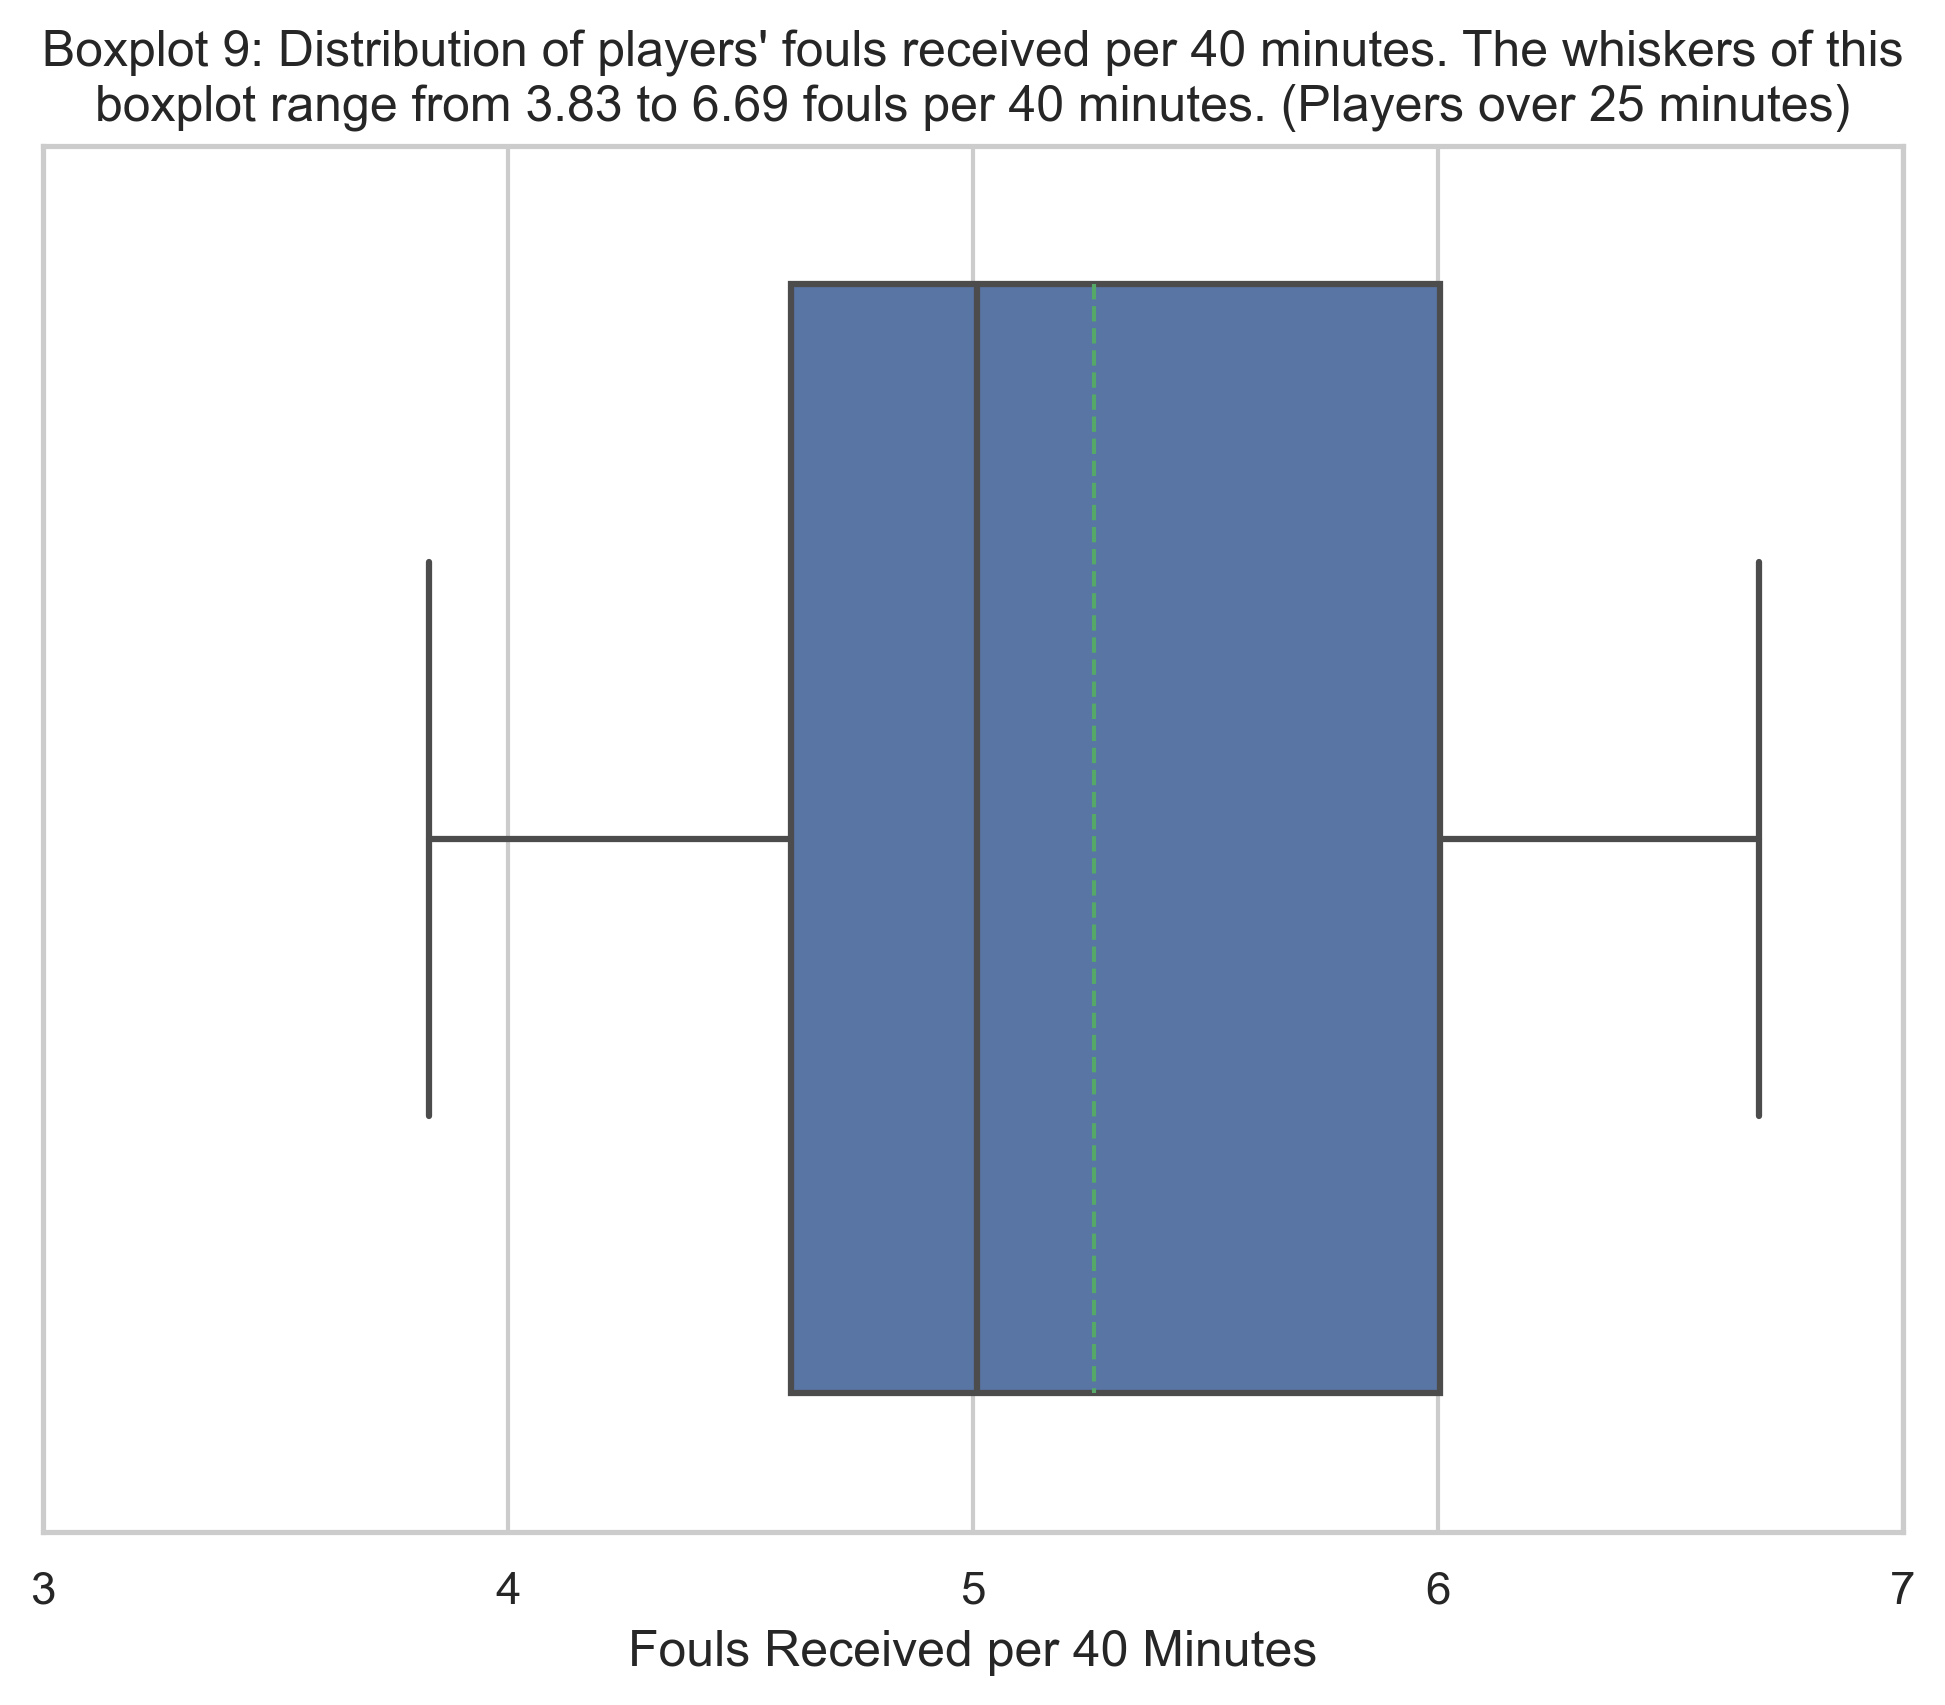 Boxplot 9: Distribution of players' fouls received per 40 minutes. The whiskers of this
boxplot range from 3.83 to 6.69 fouls per 40 minutes. (Players over 25 minutes)
3 4 5 6 7
Fouls Received per 40 Minutes